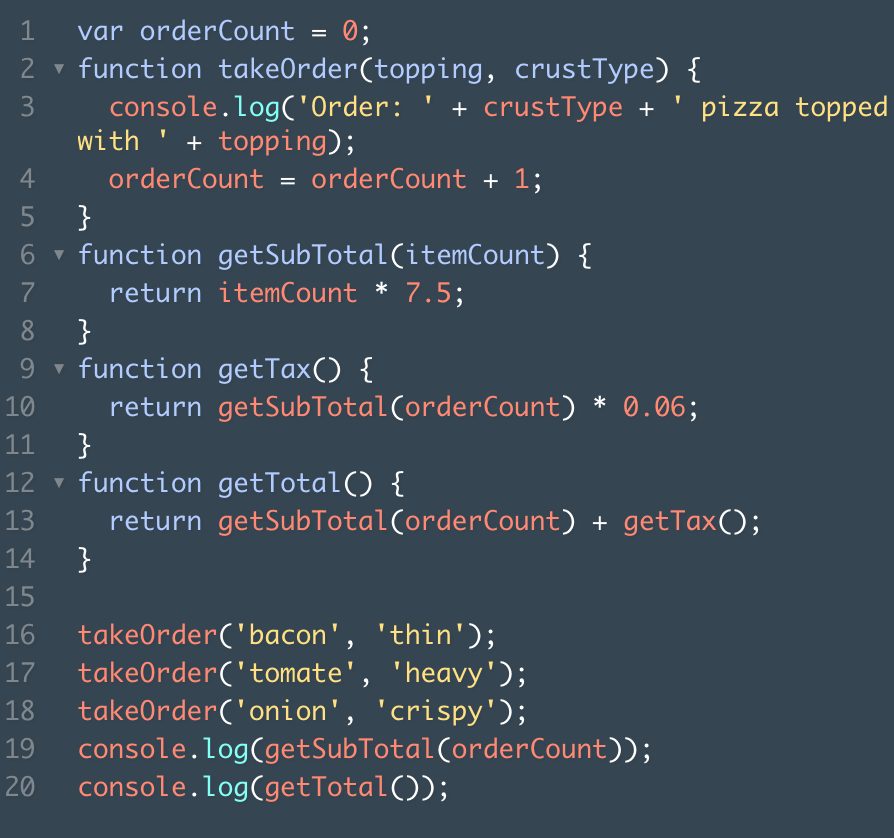 1 var orderCount = 0;
2 ▾ function takeOrder(topping, crustType) {
3 console.log('Order: ' + crustType + ' pizza topped
with ' + topping);
4 orderCount = orderCount + 1;
5 }
6 ▾ function getSubTotal(itemCount) {
7 return itemCount * 7.5;
8 }
9 ▾ function getTax() {
10 return getSubTotal(orderCount) * 0.06;
11 }
12 ▾ function getTotal() {
13 return getSubTotal(orderCount) + getTax();
14 }
15
16 takeOrder('bacon', 'thin');
17 takeOrder('tomate', 'heavy');
18 takeOrder('onion', 'crispy');
19 console.log(getSubTotal(orderCount));
20 console.log(getTotal());